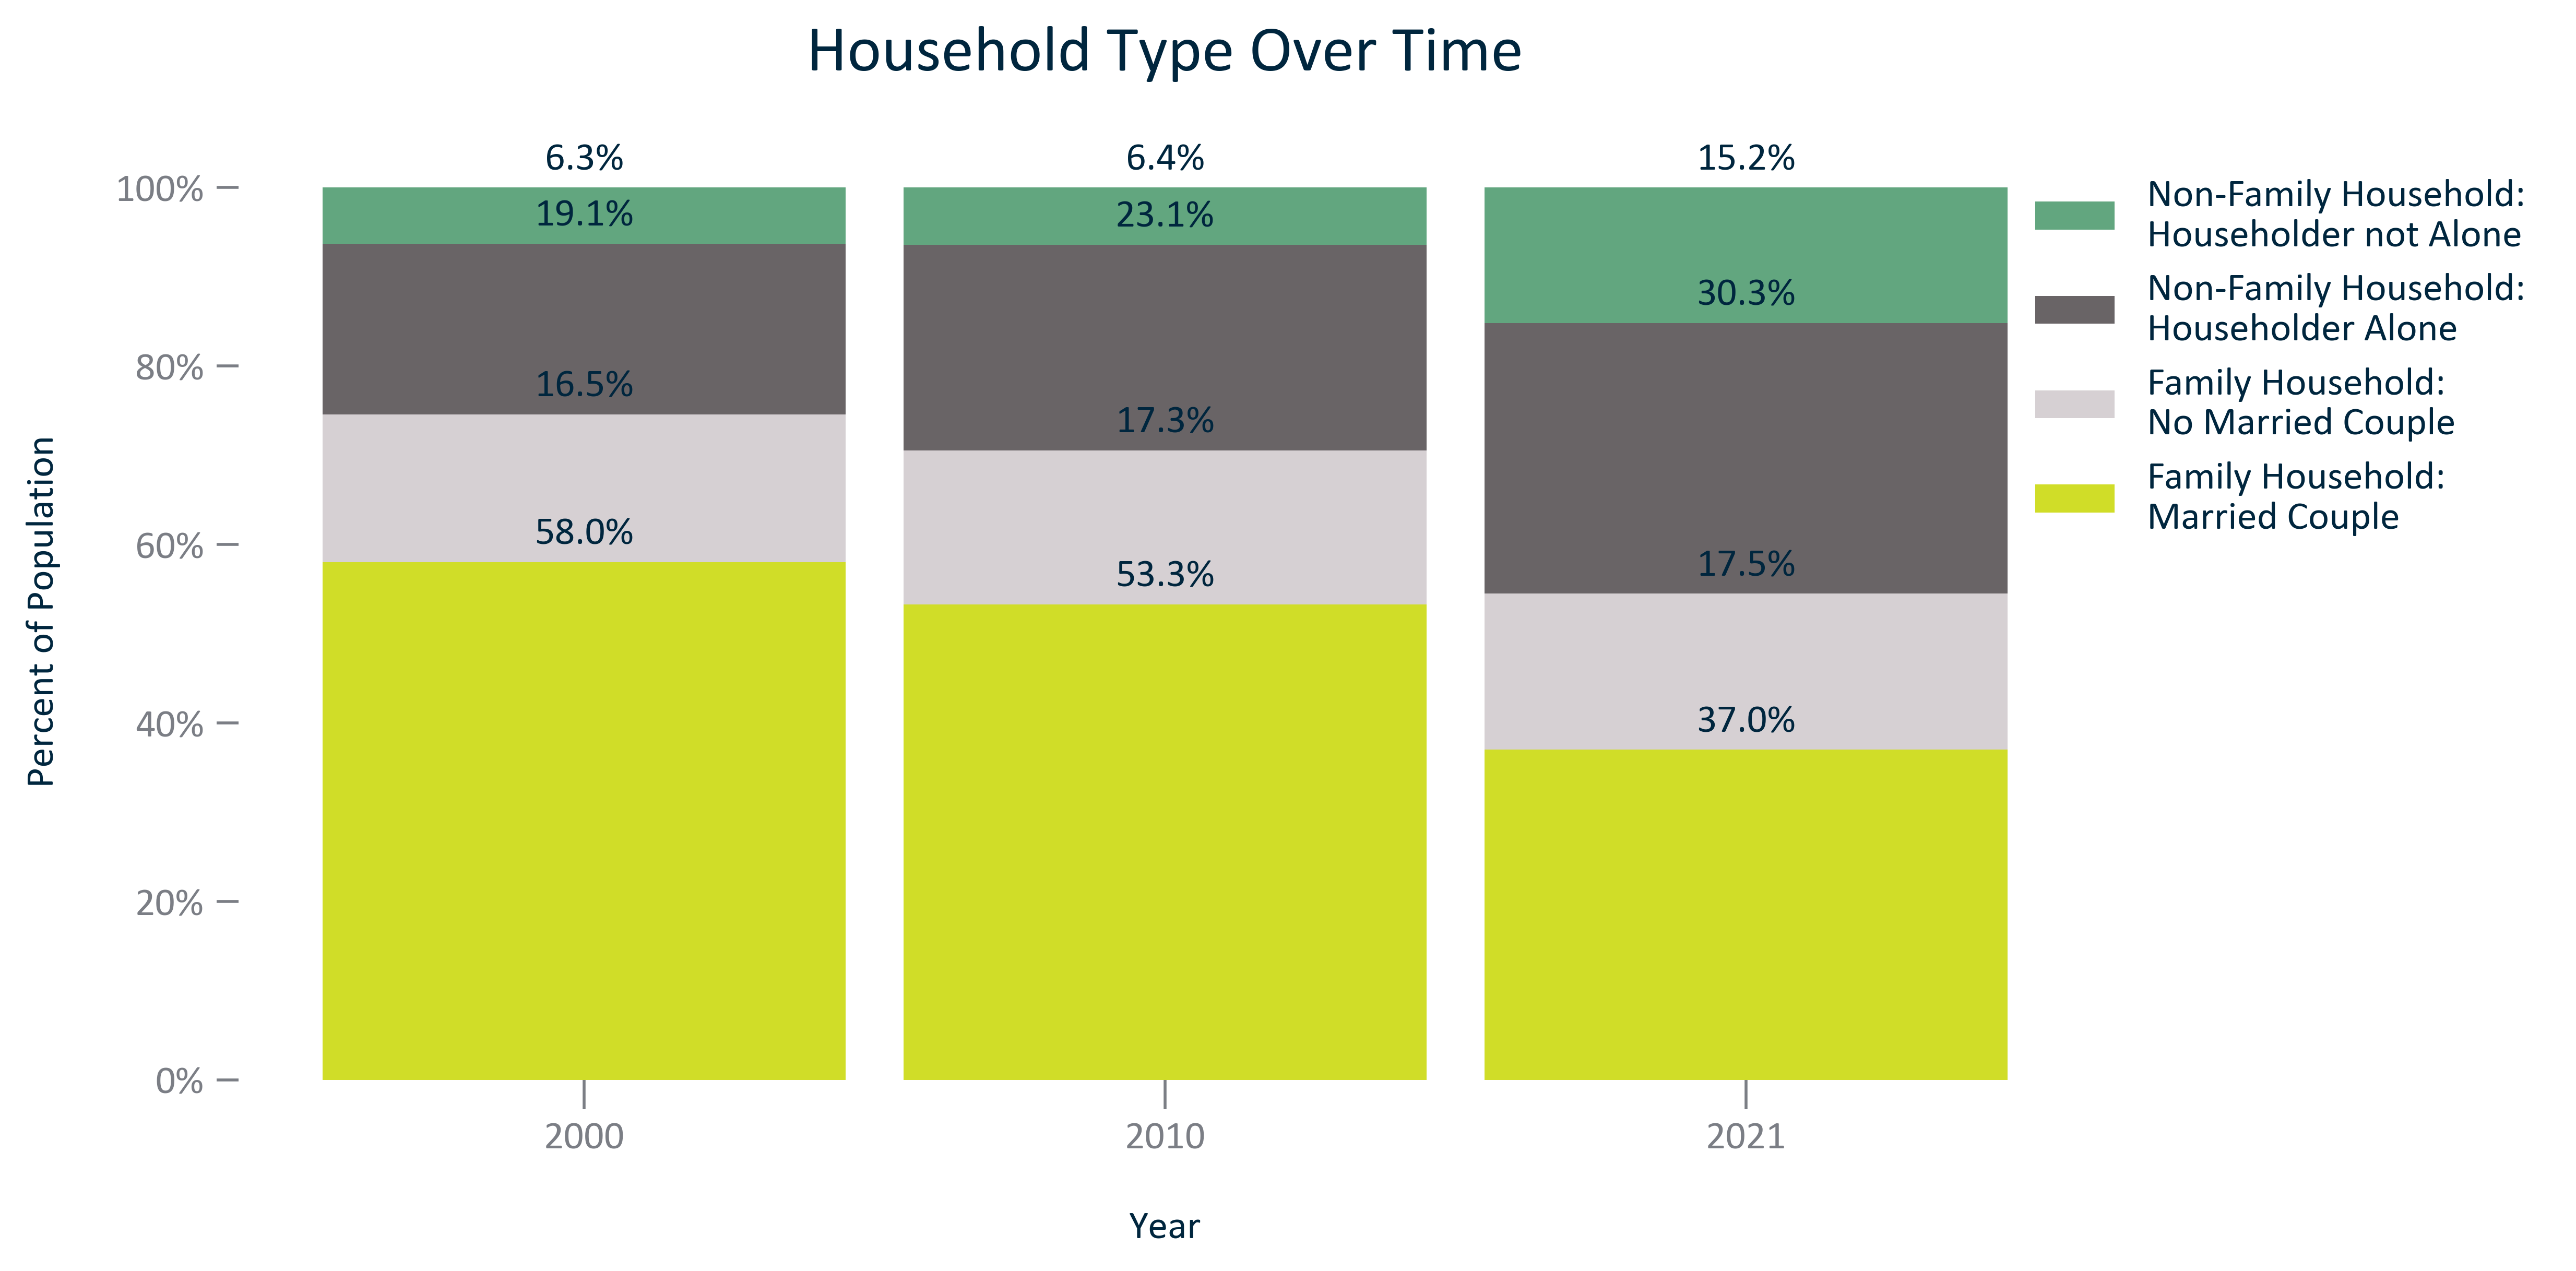 Household Type Over Time
6.3%
6.4%
15.2%
100%
19.1%
23.1%
30.3%
80%
16.5%
17.3%
17.5%
60%
58.0%
53.3%
37.0%
40%
20%
0%
Percent of Population
2000
2010
2021
Year
Non-Family Household:
Householder not Alone
Non-Family Household:
Householder Alone
Family Household:
No Married Couple
Family Household:
Married Couple